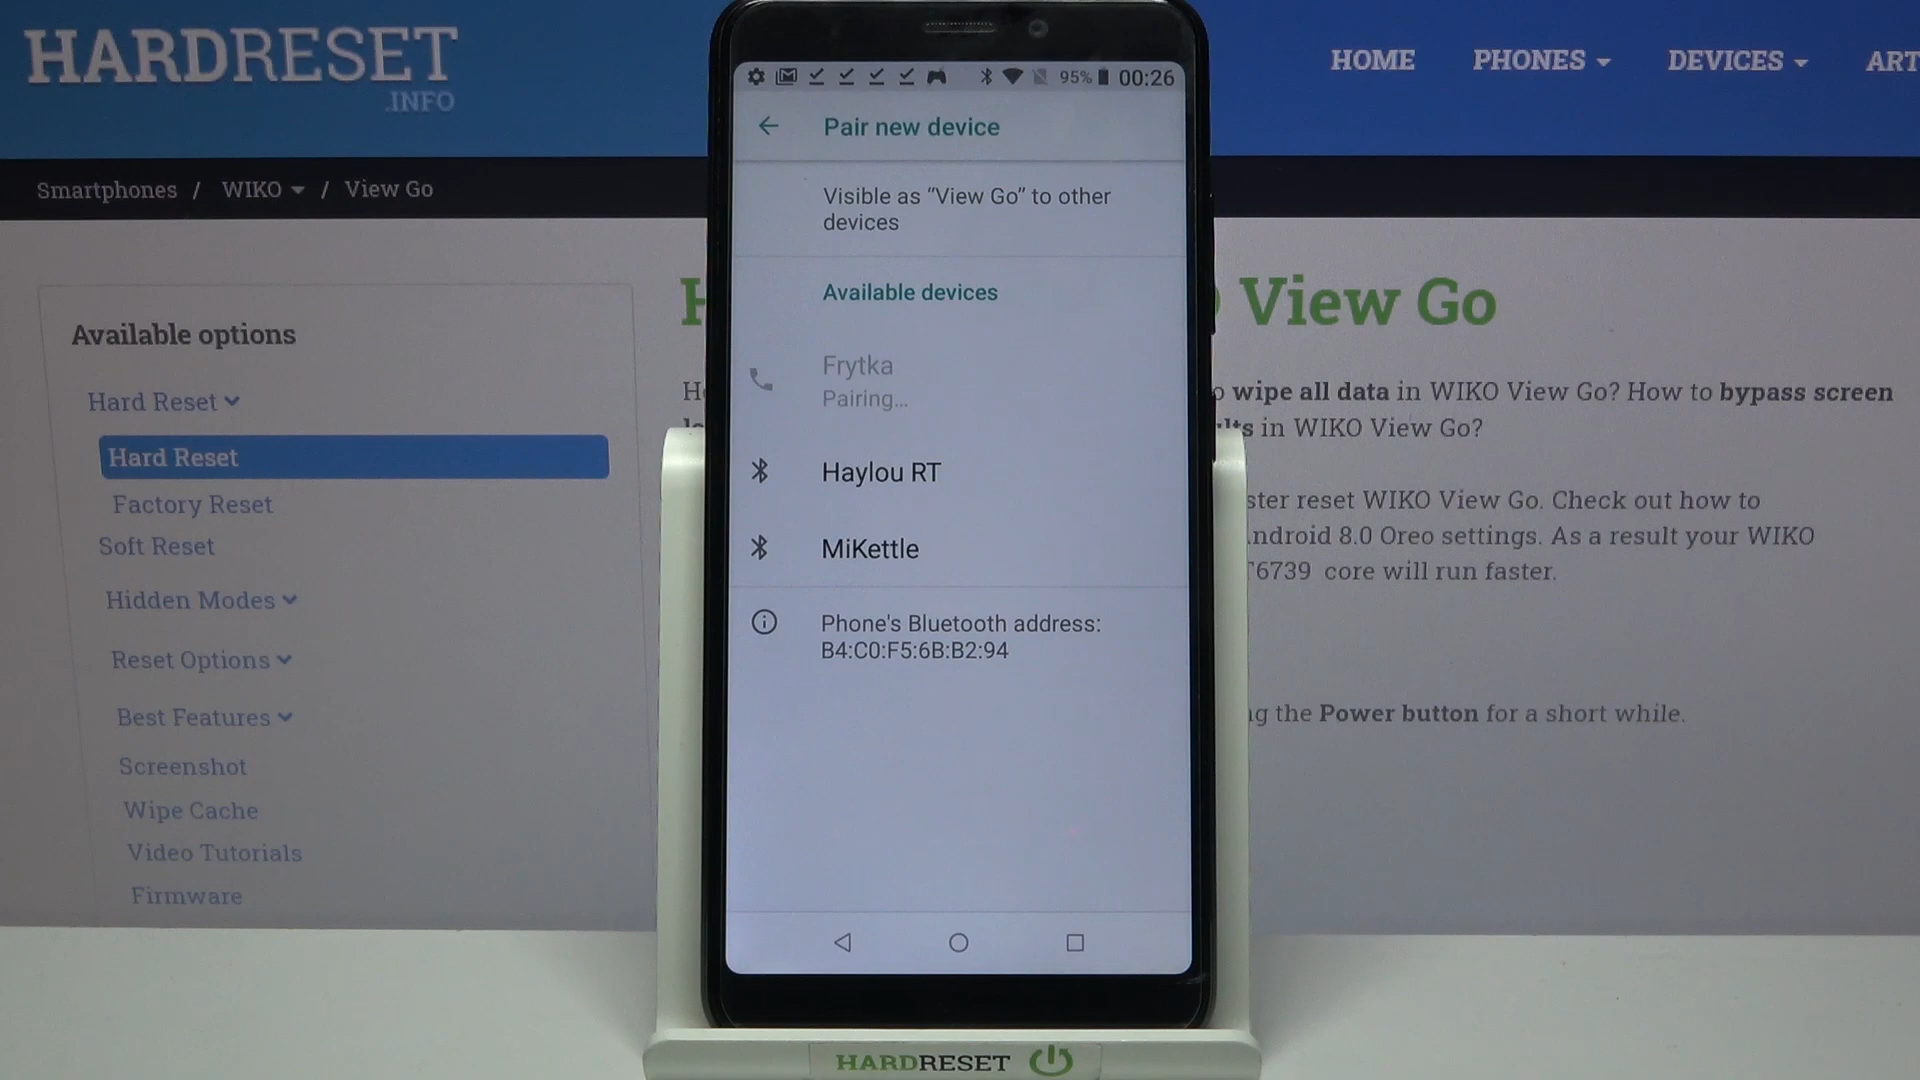 HARDRESET
.INFO
HOME PHONES DEVICES ART
Smartphones / WIKO / View Go
Available options
Hard Reset
Hard Reset
Factory Reset
Soft Reset
Hidden Modes
Reset Options
Best Features
Screenshot
Wipe Cache
Video Tutorials
Firmware
95% 00:26
Pair new device
Visible as “View Go” to other
devices
Available devices
Frytka
Pairing...
Haylou RT
MiKettle
Phone's Bluetooth address:
B4:C0:F5:6B:B2:94
View Go
wipe all data in WIKO View Go? How to bypass screen
in WIKO View Go?
reset WIKO View Go. Check out how to
Android 8.0 Oreo settings. As a result your WIKO
core will run faster.
the Power button for a short while.
HARDRESET